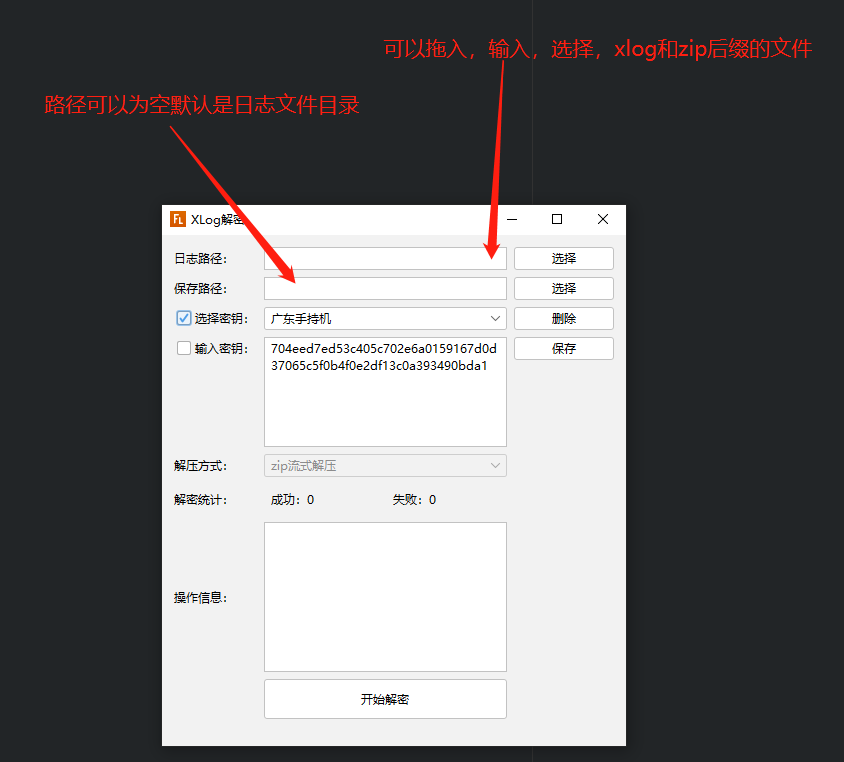 可以拖入，输入，选择，xlog和zip后缀的文件
路径可以为空默认是日志文件目录
FL XLog解密
日志路径： 选择
保存路径： 选择
选择密钥： 广东手持机 删除
输入密钥： 704eed7ed53c405c702e6a0159167d0d 保存
37065c5f0b4f0e2df13c0a393490bda1
解压方式： zip流式解压
解密统计： 成功：0 失败：0
操作信息：
开始解密